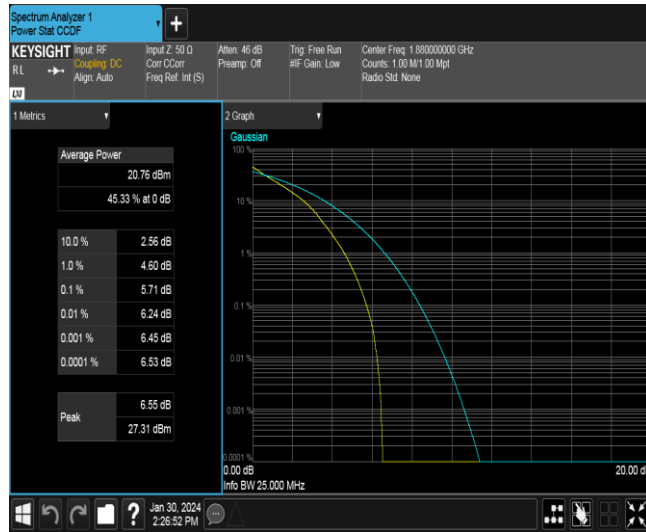 Spectrum Analyzer 1
Power Stat CCDF
+
KEYSIGHT
R L
LXI
Input: RF
Coupling: DC
Align: Auto
Input Z: 50 Ω
Corr CCorr
Freq Ref: Int (S)
Atten: 46 dB
Preamp: Off
Trig: Free Run
#IF Gain: Low
Center Freq: 1.880000000 GHz
Counts: 1.00 M/1.00 Mpt
Radio Std: None
1 Metrics
Average Power
20.76 dBm
45.33 % at 0 dB
10.0 % 2.56 dB
1.0 % 4.60 dB
0.1 % 5.71 dB
0.01 % 6.24 dB
0.001 % 6.45 dB
0.0001 % 6.53 dB
Peak
6.55 dB
27.31 dBm
2 Graph
Gaussian
100 %
10 %
1 %
0.1 %
0.01 %
0.001 %
0.0001 %
0.00 dB
20.00 d
Info BW 25.000 MHz
?
Jan 30, 2024
2:26:52 PM